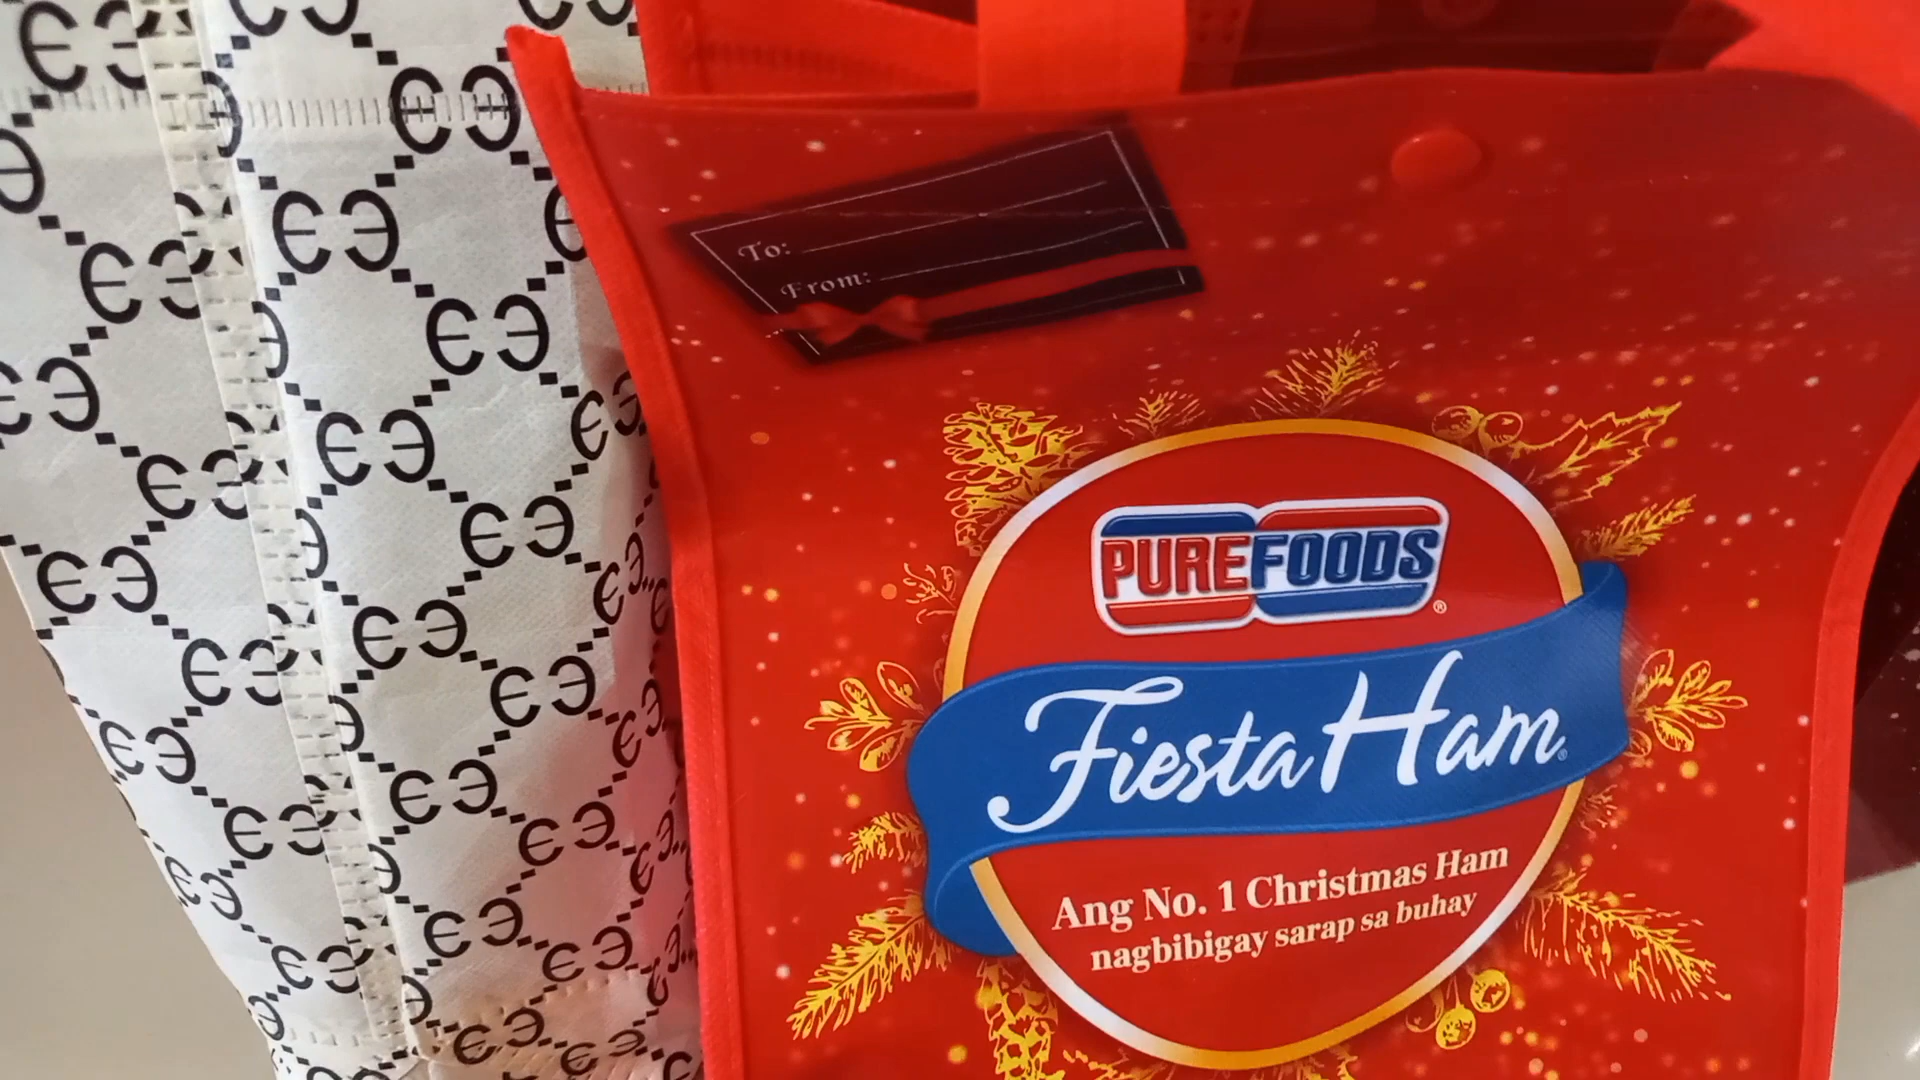 To:
From:
PUREFOODS®
Fiesta Ham®
Ang No. 1 Christmas Ham
nagbibigay sarap sa buhay